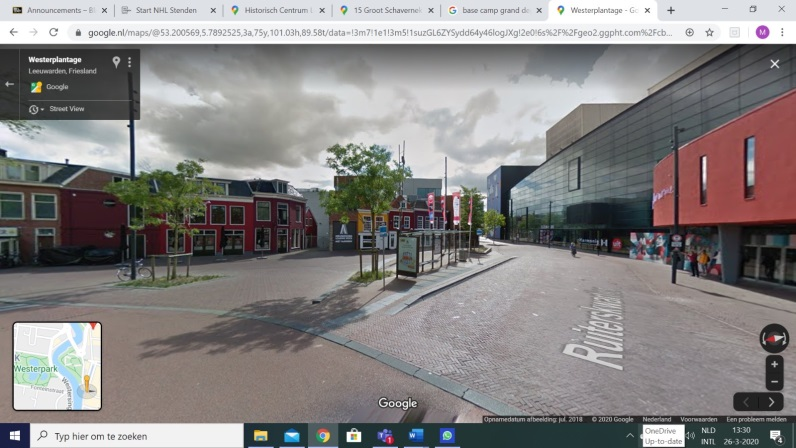 Announcements – BL
Start NHL Stenden
Historisch Centrum L
15 Groot Schavernek
base camp grand de
Westerplantage - Go
google.nl/maps/@53.200569,5.7892525,3a,75y,101.03h,89.58t/data=!3m7!1e1!3m5!1suzGL6ZYSydd64y46logJXg!2e0!6s%2F%2Fgeo2.ggpht.com%2Fcb...
M
Westerplantage
Leeuwarden, Friesland
Google
Street View
Ruiterskwartier
K
Westerpark
Google
Opnamedatum afbeelding: jul. 2018 © 2020 Google Nederland Voorwaarden Een probleem melden
Typ hier om te zoeken
OneDrive
Up-to-date
NLD
INTL
13:30
26-3-2020
4